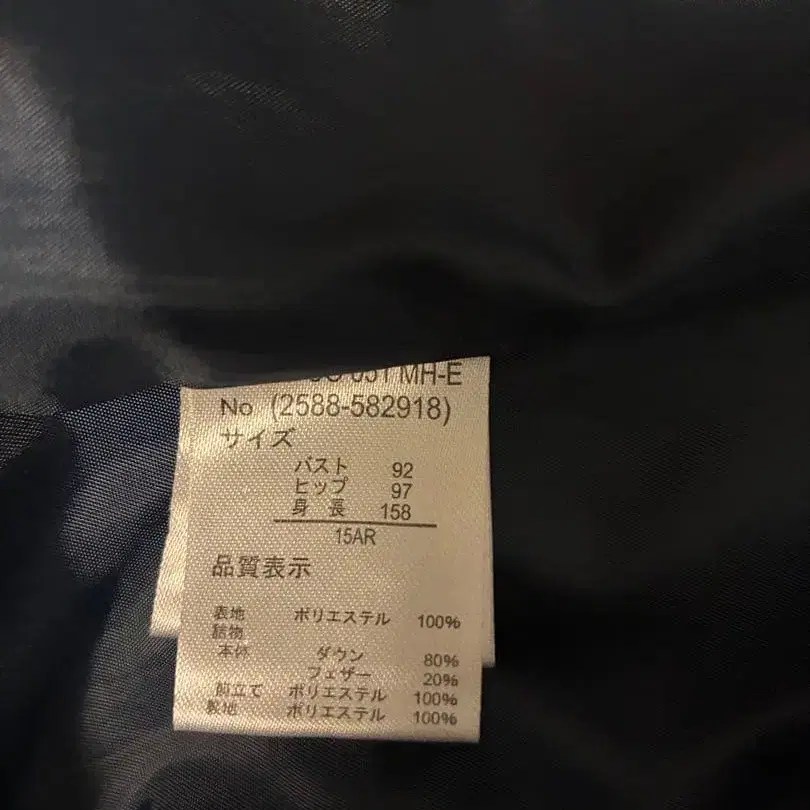 MH-E
No (2588-582918)
サイズ
バスト 92
ヒップ 97
身長 158
15AR
品質表示
表地 ポリエステル 100%
詰物
本体 ダウン 80%
フェザー 20%
前立て ポリエステル 100%
裏地 ポリエステル 100%